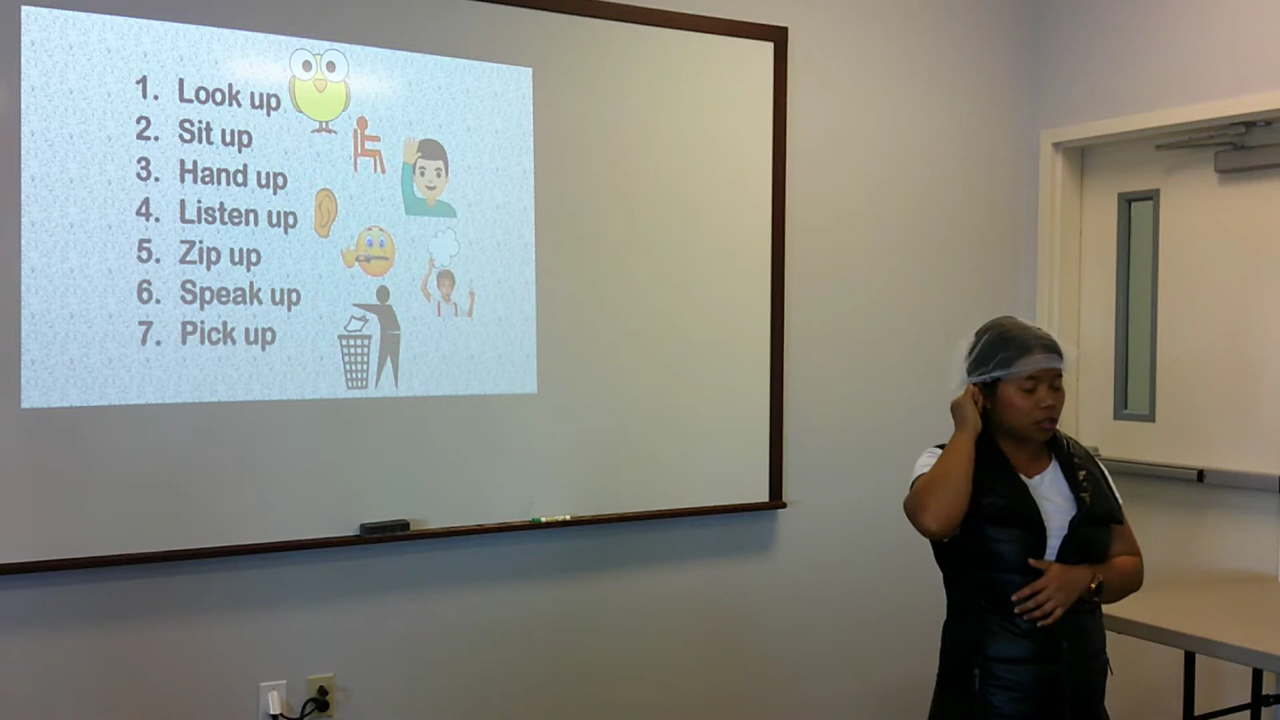 1. Look up
2. Sit up
3. Hand up
4. Listen up
5. Zip up
6. Speak up
7. Pick up